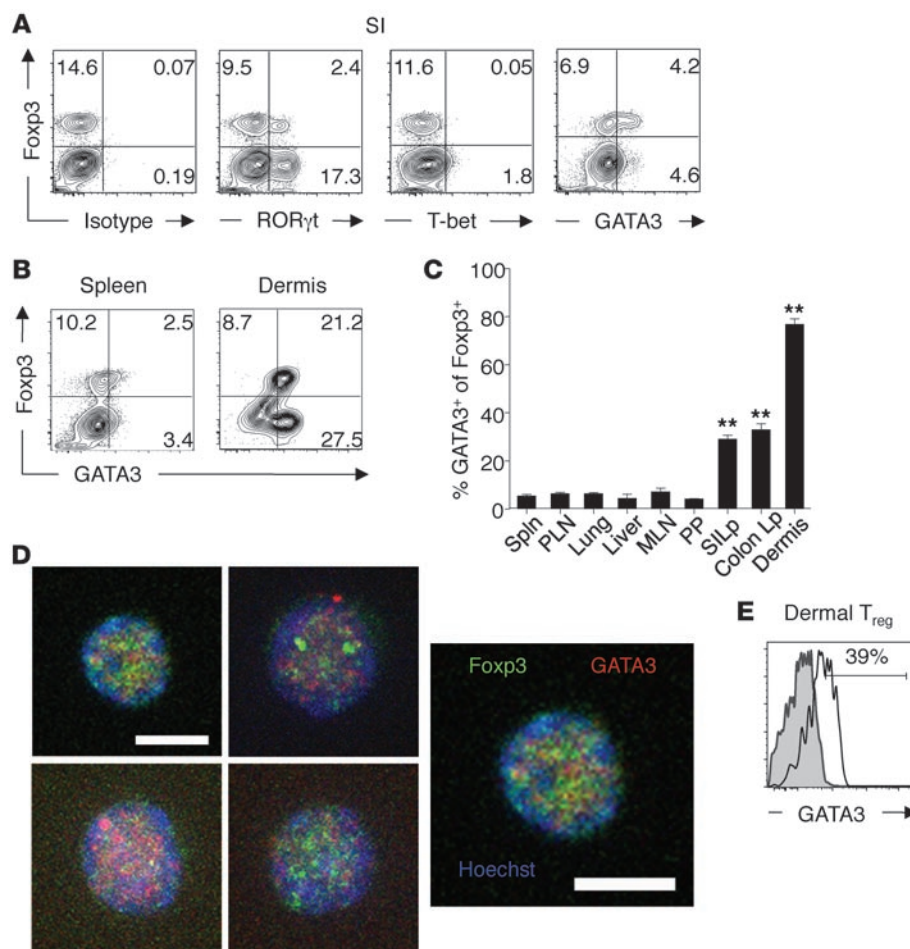 A
SI
Foxp3
14.6 0.07
0.19
9.5 2.4
17.3
11.6 0.05
1.8
6.9 4.2
4.6
Isotype
RORγt
T-bet
GATA3
B
Spleen
Dermis
Foxp3
10.2 2.5
3.4
8.7 21.2
27.5
GATA3
C
% GATA3+ of Foxp3+
100
80
60
40
20
0
**
**
**
Spln
PLN
Lung
Liver
MLN
PP
SILp
Colon Lp
Dermis
D
Foxp3 GATA3
Hoechst
E
Dermal Treg
39%
GATA3